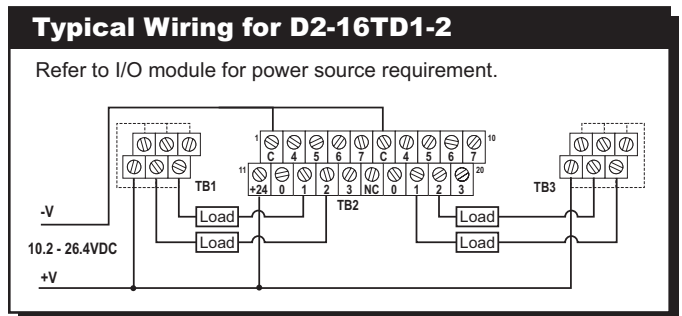 Typical Wiring for D2-16TD1-2
Refer to I/O module for power source requirement.
1 C 4 5 6 7 C 4 5 6 7 10
11 +24 0 1 2 3 NC 0 1 2 3 20
TB1
TB2
TB3
-V
Load
Load
10.2 - 26.4VDC
Load
Load
+V